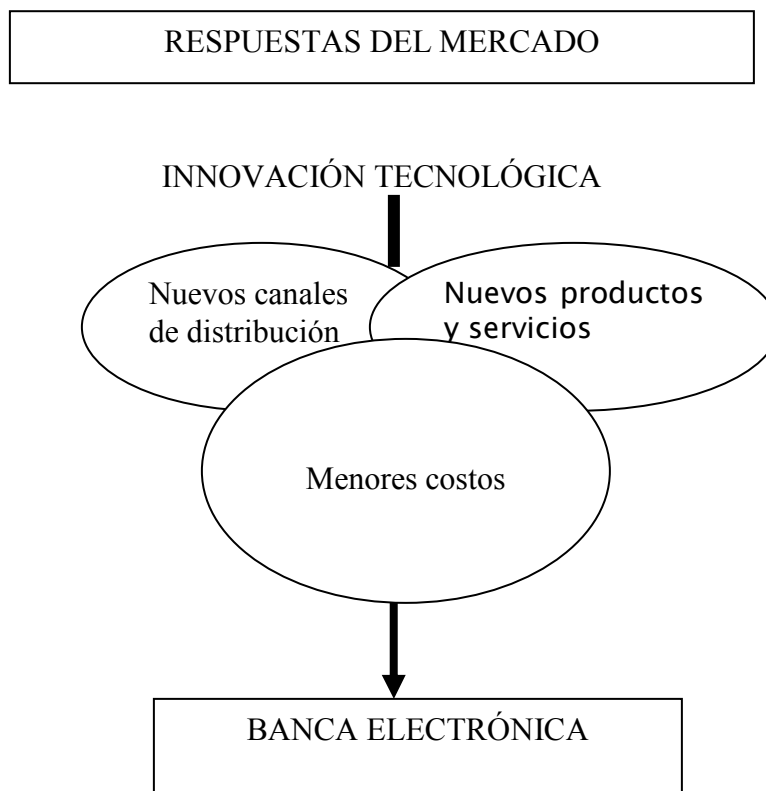 RESPUESTAS DEL MERCADO
INNOVACIÓN TECNOLÓGICA
Nuevos canales
de distribución
Nuevos productos
y servicios
Menores costos
BANCA ELECTRÓNICA